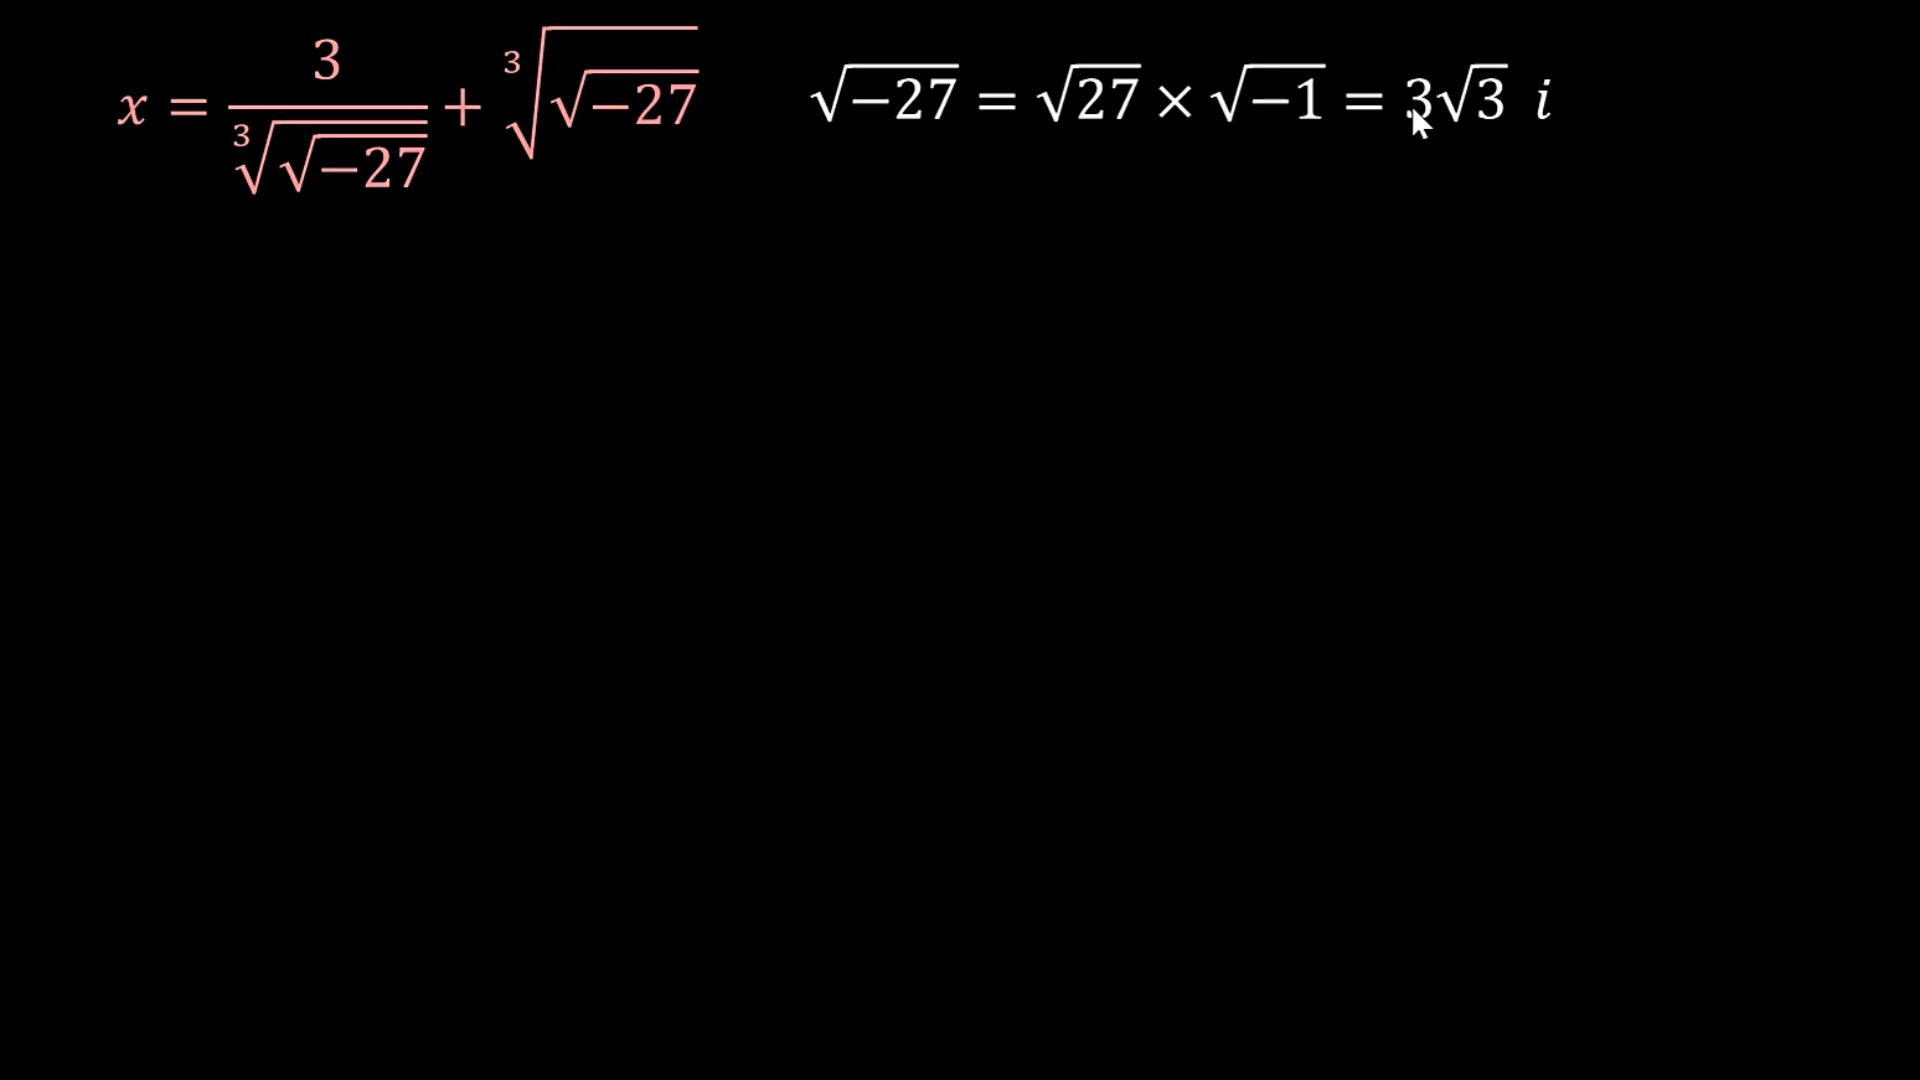 x = 3/∛√−27 + ∛√−27
√−27 = √27 × √−1 = 3√3 i